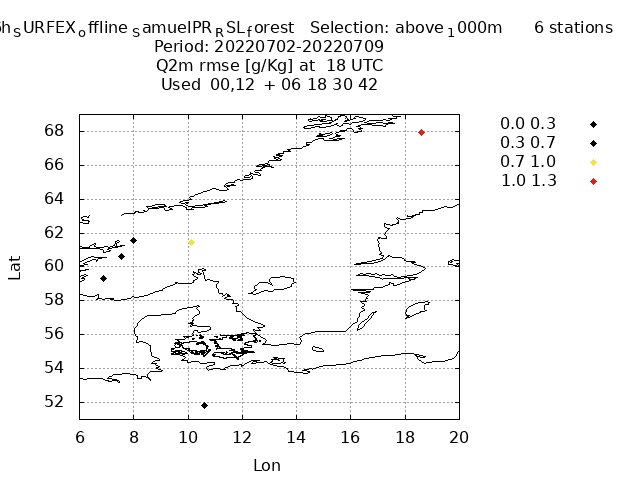 6h_SURFEX_offline_SamuelPR_RSL_forest Selection: above_1000m 6 stations
Period: 20220702-20220709
Q2m rmse [g/Kg] at 18 UTC
Used 00,12 + 06 18 30 42
0.0 0.3
0.3 0.7
0.7 1.0
1.0 1.3
68
66
64
62
60
58
56
54
52
Lat
6 8 10 12 14 16 18 20
Lon